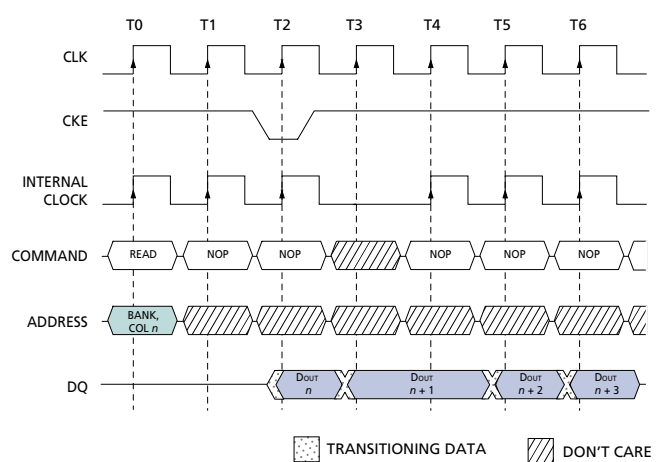 T0 T1 T2 T3 T4 T5 T6
CLK
CKE
INTERNAL
CLOCK
COMMAND READ NOP NOP NOP NOP NOP
ADDRESS BANK,
COL n
DQ DOUT DOUT DOUT DOUT
n n + 1 n + 2 n + 3
TRANSITIONING DATA DON'T CARE